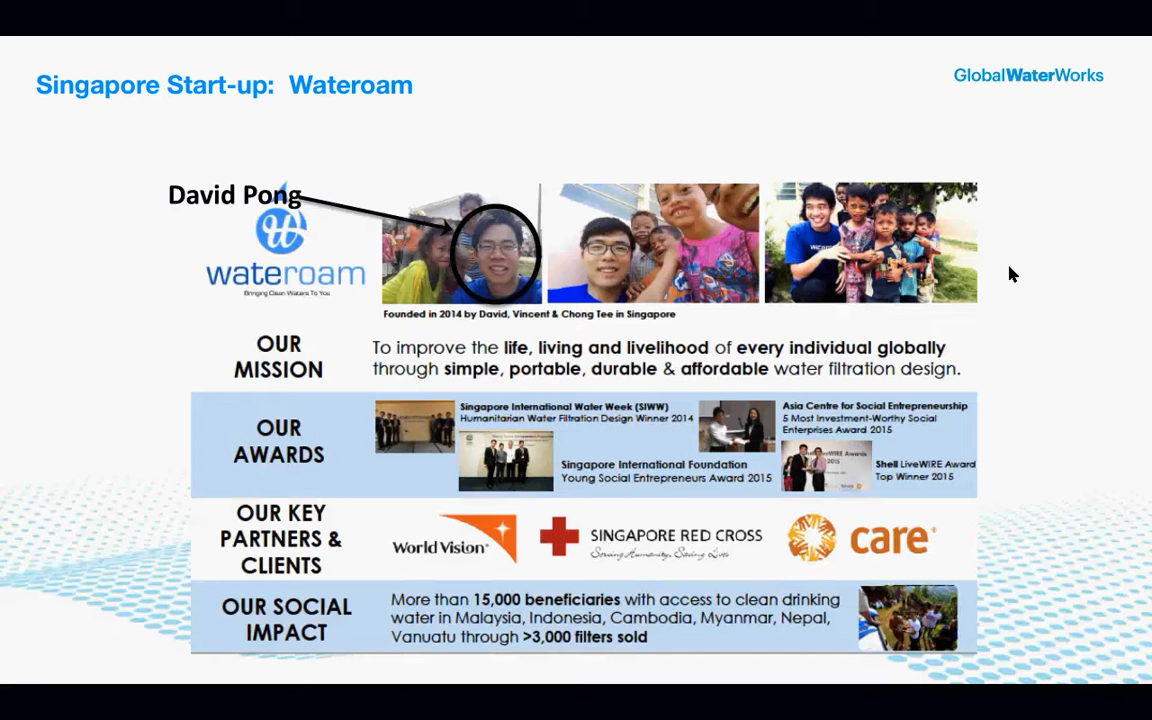 Singapore Start-up: Wateroam
GlobalWaterWorks
David Pong
wateroam
Bringing Clean Waters To You
Founded in 2014 by David, Vincent & Chong Tee in Singapore
OUR
MISSION
To improve the life, living and livelihood of every individual globally
through simple, portable, durable & affordable water filtration design.
OUR
AWARDS
Singapore International Water Week (SIWW)
Humanitarian Water Filtration Design Winner 2014
Asia Centre for Social Entrepreneurship
5 Most Investment-Worthy Social
Enterprises Award 2015
Singapore International Foundation
Young Social Entrepreneurs Award 2015
Shell LiveWIRE Award
Top Winner 2015
OUR KEY
PARTNERS &
CLIENTS
World Vision
SINGAPORE RED CROSS
Serving Humanity, Saving Lives
care
OUR SOCIAL
IMPACT
More than 15,000 beneficiaries with access to clean drinking
water in Malaysia, Indonesia, Cambodia, Myanmar, Nepal,
Vanuatu through >3,000 filters sold